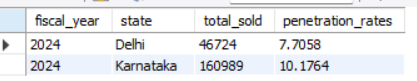 fiscal_year state total_sold penetration_rates
2024 Delhi 46724 7.7058
2024 Karnataka 160989 10.1764